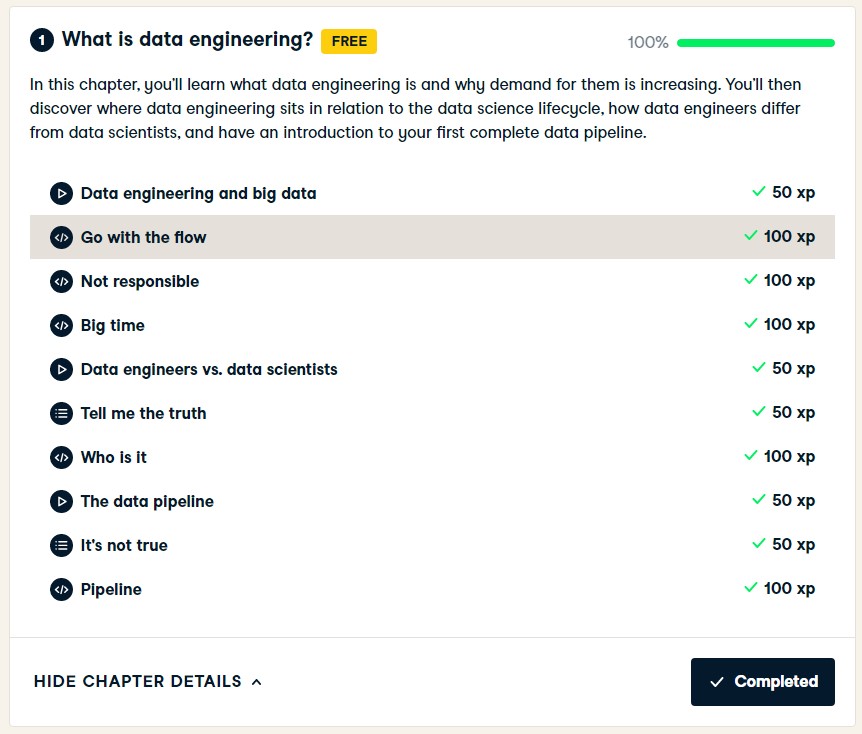 1 What is data engineering? FREE 100%
In this chapter, you'll learn what data engineering is and why demand for them is increasing. You'll then
discover where data engineering sits in relation to the data science lifecycle, how data engineers differ
from data scientists, and have an introduction to your first complete data pipeline.
Data engineering and big data 50 xp
Go with the flow 100 xp
Not responsible 100 xp
Big time 100 xp
Data engineers vs. data scientists 50 xp
Tell me the truth 50 xp
Who is it 100 xp
The data pipeline 50 xp
It's not true 50 xp
Pipeline 100 xp
HIDE CHAPTER DETAILS Completed